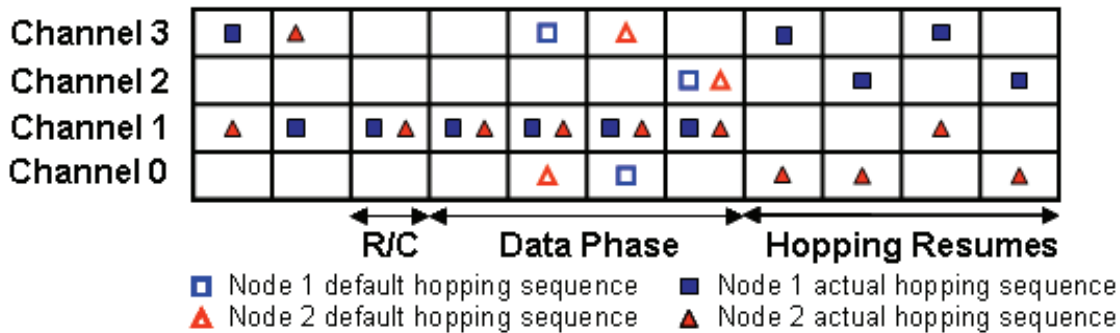 Channel 3
Channel 2
Channel 1
Channel 0
R/C Data Phase Hopping Resumes
Node 1 default hopping sequence Node 1 actual hopping sequence
Node 2 default hopping sequence Node 2 actual hopping sequence